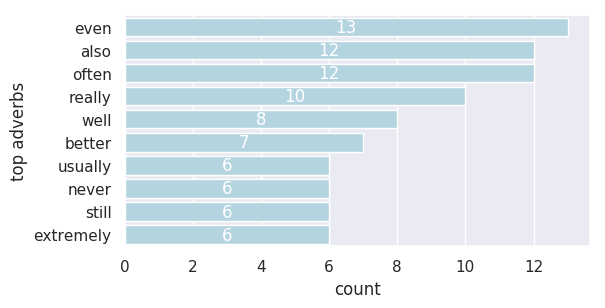 top adverbs
even 13
also 12
often 12
really 10
well 8
better 7
usually 6
never 6
still 6
extremely 6
0 2 4 6 8 10 12
count